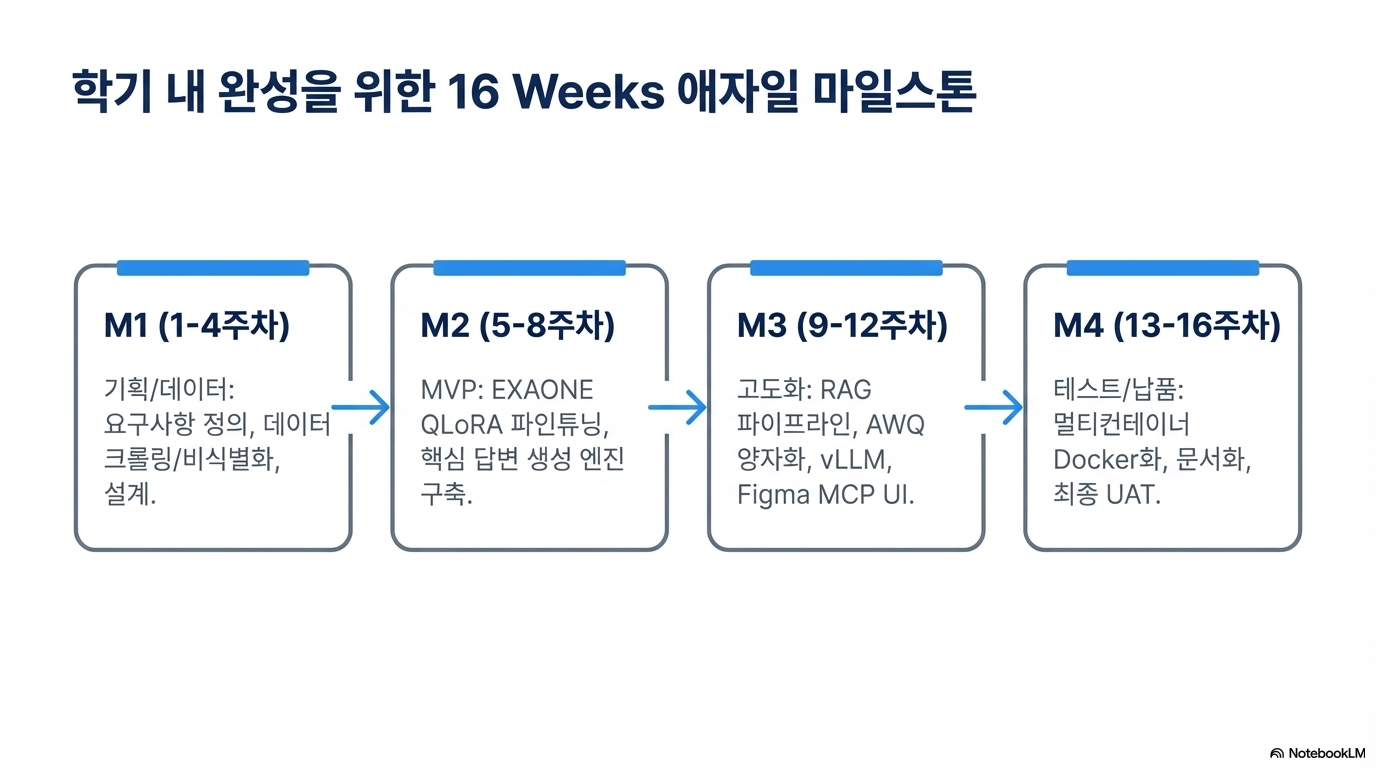 학기 내 완성을 위한 16 Weeks 애자일 마일스톤
M1 (1-4주차)
기획/데이터:
요구사항 정의, 데이터
크롤링/비식별화,
설계.
M2 (5-8주차)
MVP: EXAONE
QLoRA 파인튜닝,
핵심 답변 생성 엔진
구축.
M3 (9-12주차)
고도화: RAG
파이프라인, AWQ
양자화, vLLM,
Figma MCP UI.
M4 (13-16주차)
테스트/납품:
멀티컨테이너
Docker화, 문서화,
최종 UAT.
NotebookLM